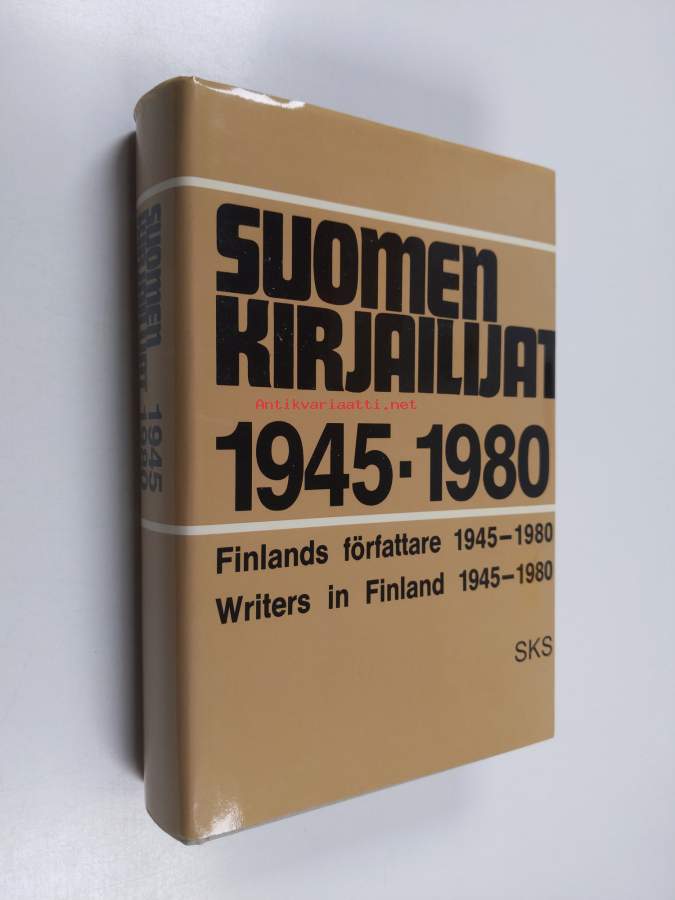 SUOMEN
KIRJAILIJAT
1945·1980
Finlands författare 1945–1980
Writers in Finland 1945–1980
SKS
SUOMEN
1945
1980
Antikvariaatti.net